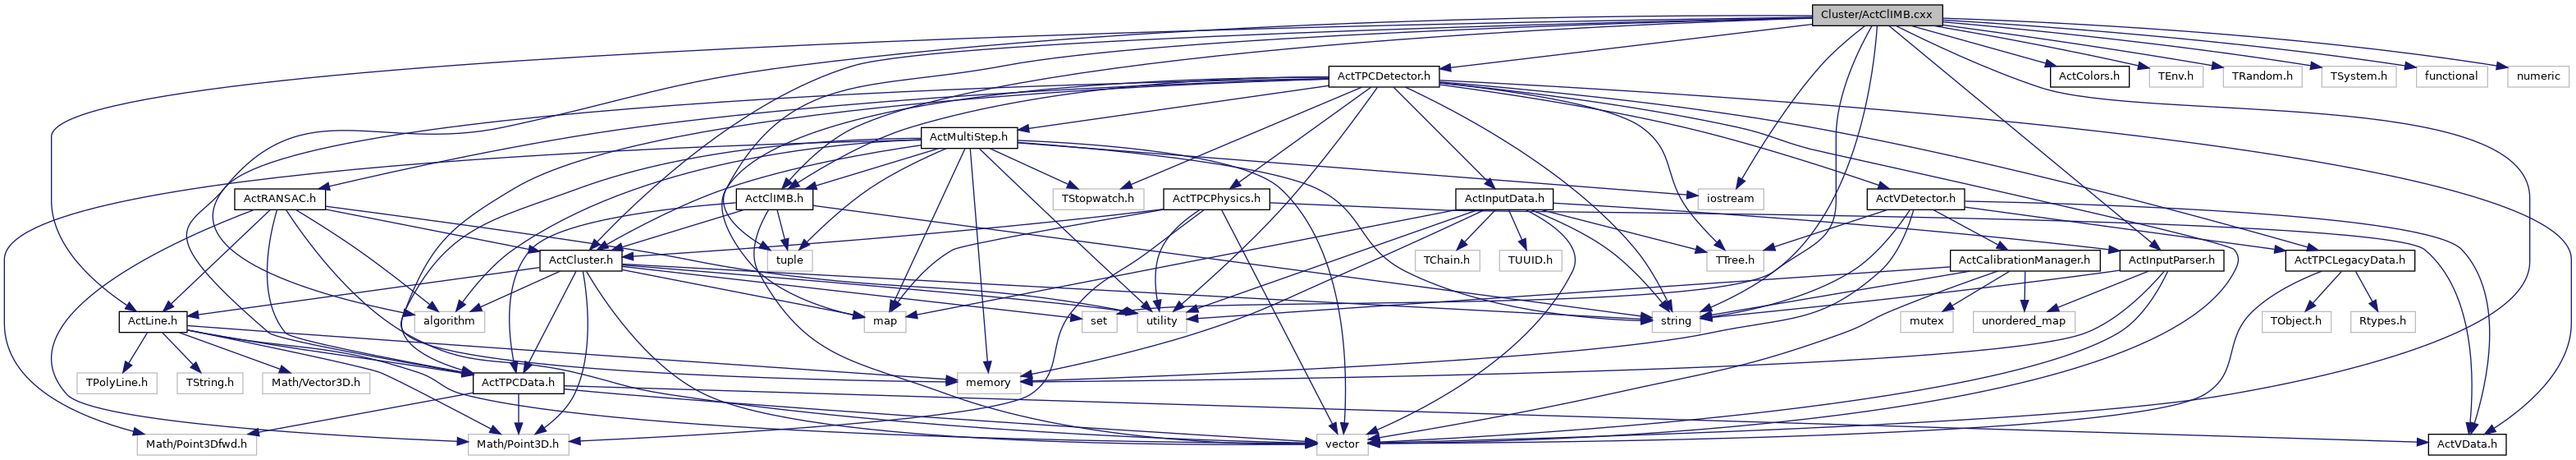 Cluster/ActClIMB.cxx
ActTPCDetector.h
ActColors.h
TEnv.h
TRandom.h
TSystem.h
functional
numeric
ActMultiStep.h
ActRANSAC.h
ActClIMB.h
TStopwatch.h
ActTPCPhysics.h
ActInputData.h
iostream
ActVDetector.h
ActCluster.h
tuple
TChain.h
TUUID.h
TTree.h
ActCalibrationManager.h
ActInputParser.h
ActTPCLegacyData.h
ActLine.h
algorithm
map
set
utility
string
mutex
unordered_map
TObject.h
Rtypes.h
TPolyLine.h
TString.h
Math/Vector3D.h
ActTPCData.h
memory
Math/Point3Dfwd.h
Math/Point3D.h
vector
ActVData.h